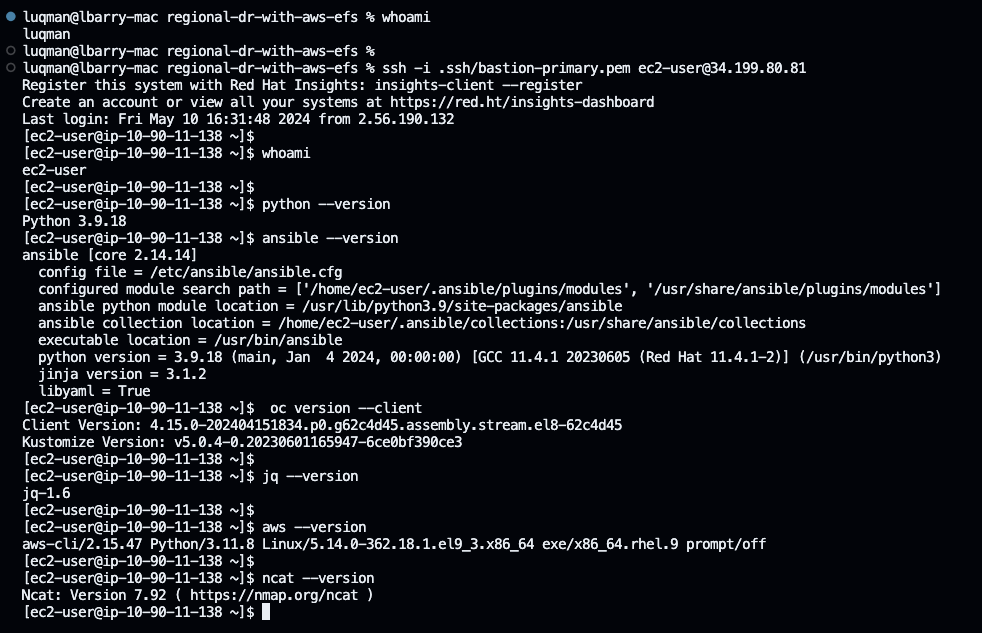 luqman@lbarry-mac regional-dr-with-aws-efs % whoami
luqman
luqman@lbarry-mac regional-dr-with-aws-efs %
luqman@lbarry-mac regional-dr-with-aws-efs % ssh -i .ssh/bastion-primary.pem ec2-user@34.199.80.81
Register this system with Red Hat Insights: insights-client --register
Create an account or view all your systems at https://red.ht/insights-dashboard
Last login: Fri May 10 16:31:48 2024 from 2.56.190.132
[ec2-user@ip-10-90-11-138 ~]$
[ec2-user@ip-10-90-11-138 ~]$ whoami
ec2-user
[ec2-user@ip-10-90-11-138 ~]$
[ec2-user@ip-10-90-11-138 ~]$ python --version
Python 3.9.18
[ec2-user@ip-10-90-11-138 ~]$ ansible --version
ansible [core 2.14.14]
  config file = /etc/ansible/ansible.cfg
  configured module search path = ['/home/ec2-user/.ansible/plugins/modules', '/usr/share/ansible/plugins/modules']
  ansible python module location = /usr/lib/python3.9/site-packages/ansible
  ansible collection location = /home/ec2-user/.ansible/collections:/usr/share/ansible/collections
  executable location = /usr/bin/ansible
  python version = 3.9.18 (main, Jan  4 2024, 00:00:00) [GCC 11.4.1 20230605 (Red Hat 11.4.1-2)] (/usr/bin/python3)
  jinja version = 3.1.2
  libyaml = True
[ec2-user@ip-10-90-11-138 ~]$  oc version --client
Client Version: 4.15.0-202404151834.p0.g62c4d45.assembly.stream.el8-62c4d45
Kustomize Version: v5.0.4-0.20230601165947-6ce0bf390ce3
[ec2-user@ip-10-90-11-138 ~]$
[ec2-user@ip-10-90-11-138 ~]$ jq --version
jq-1.6
[ec2-user@ip-10-90-11-138 ~]$
[ec2-user@ip-10-90-11-138 ~]$ aws --version
aws-cli/2.15.47 Python/3.11.8 Linux/5.14.0-362.18.1.el9_3.x86_64 exe/x86_64.rhel.9 prompt/off
[ec2-user@ip-10-90-11-138 ~]$
[ec2-user@ip-10-90-11-138 ~]$ ncat --version
Ncat: Version 7.92 ( https://nmap.org/ncat )
[ec2-user@ip-10-90-11-138 ~]$